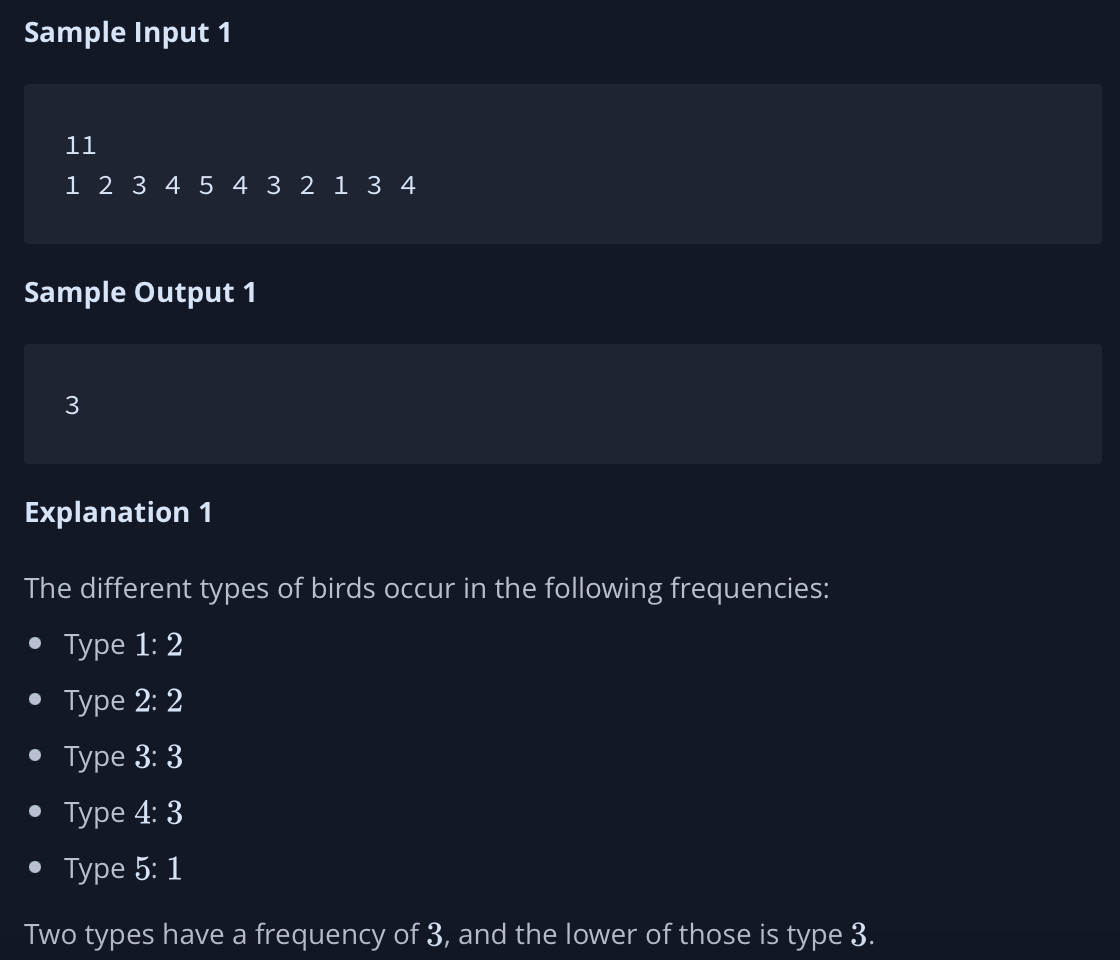 Sample Input 1
11
1 2 3 4 5 4 3 2 1 3 4
Sample Output 1
3
Explanation 1
The different types of birds occur in the following frequencies:
Type 1: 2
Type 2: 2
Type 3: 3
Type 4: 3
Type 5: 1
Two types have a frequency of 3, and the lower of those is type 3.